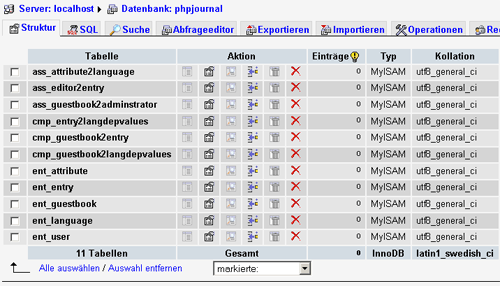 Server: localhost Datenbank: phpjournal
Struktur SQL Suche Abfrageeditor Exportieren Importieren Operationen
Tabelle Aktion Einträge Typ Kollation
ass_attribute2language 0 MyISAM utf8_general_ci
ass_editor2entry 0 MyISAM utf8_general_ci
ass_guestbook2adminstrator 0 MyISAM utf8_general_ci
cmp_entry2langdepvalues 0 MyISAM utf8_general_ci
cmp_guestbook2entry 0 MyISAM utf8_general_ci
cmp_guestbook2langdepvalues 0 MyISAM utf8_general_ci
ent_attribute 0 MyISAM utf8_general_ci
ent_entry 0 MyISAM utf8_general_ci
ent_guestbook 0 MyISAM utf8_general_ci
ent_language 0 MyISAM utf8_general_ci
ent_user 0 MyISAM utf8_general_ci
11 Tabellen Gesamt 0 InnoDB latin1_swedish_ci
Alle auswählen / Auswahl entfernen markierte: